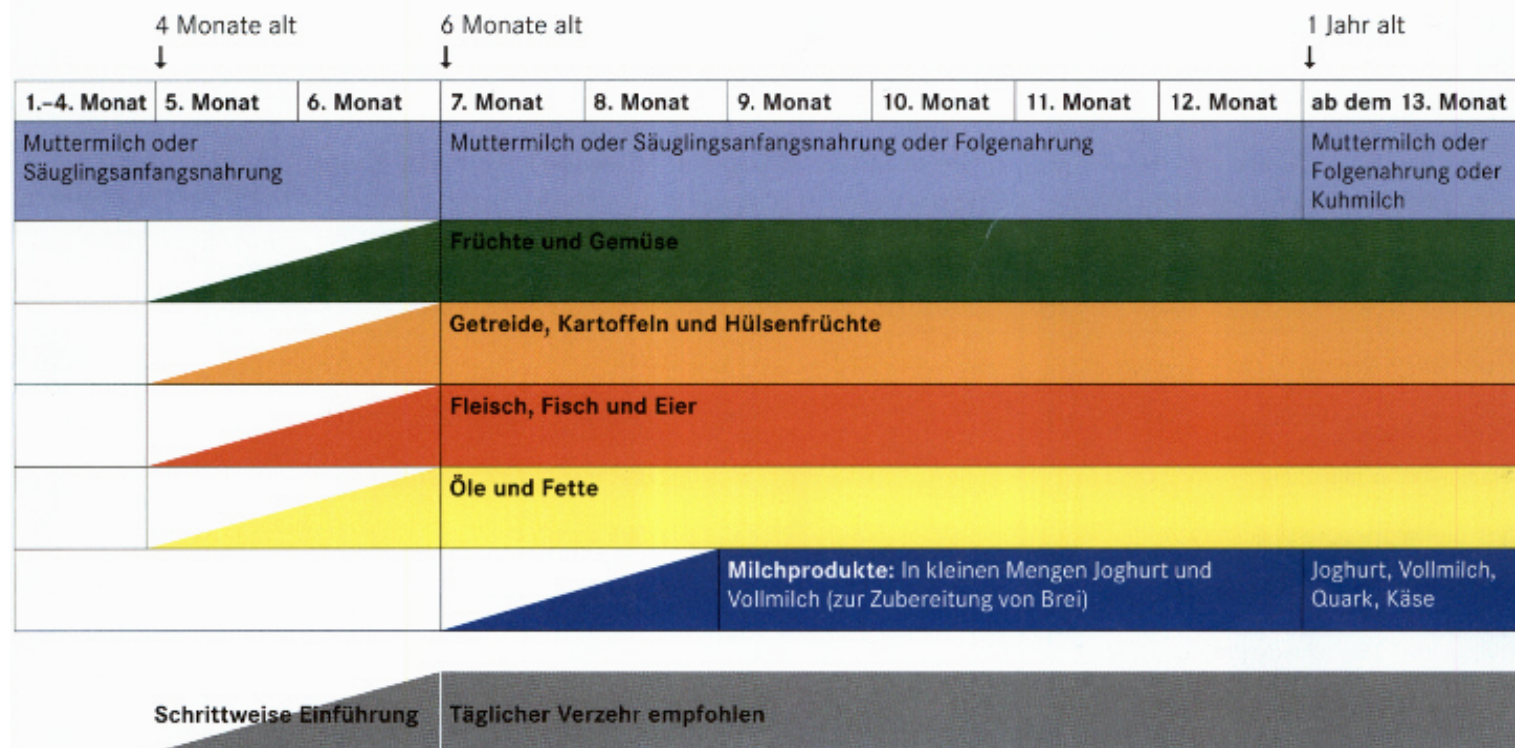 4 Monate alt
6 Monate alt
1 Jahr alt
1.–4. Monat
5. Monat
6. Monat
7. Monat
8. Monat
9. Monat
10. Monat
11. Monat
12. Monat
ab dem 13. Monat
Muttermilch oder
Säuglingsanfangsnahrung
Muttermilch oder Säuglingsanfangsnahrung oder Folgenahrung
Muttermilch oder
Folgenahrung oder
Kuhmilch
Früchte und Gemüse
Getreide, Kartoffeln und Hülsenfrüchte
Fleisch, Fisch und Eier
Öle und Fette
Milchprodukte: In kleinen Mengen Joghurt und
Vollmilch (zur Zubereitung von Brei)
Joghurt, Vollmilch,
Quark, Käse
Schrittweise Einführung
Täglicher Verzehr empfohlen